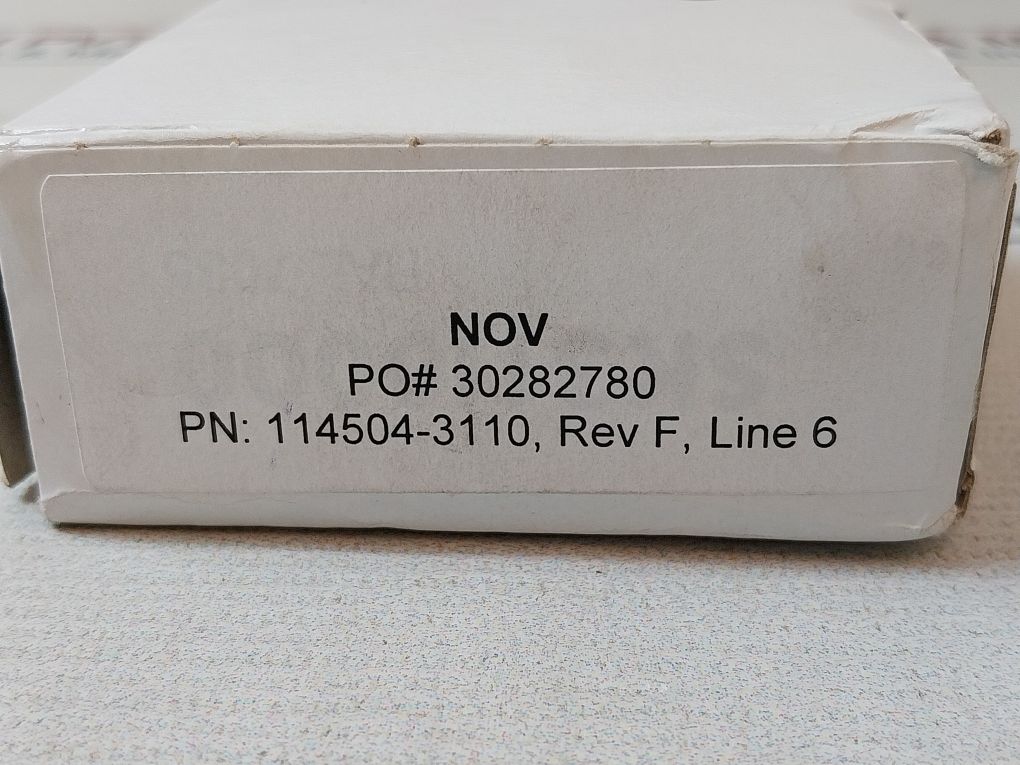 NOV
PO# 30282780
PN: 114504-3110, Rev F, Line 6